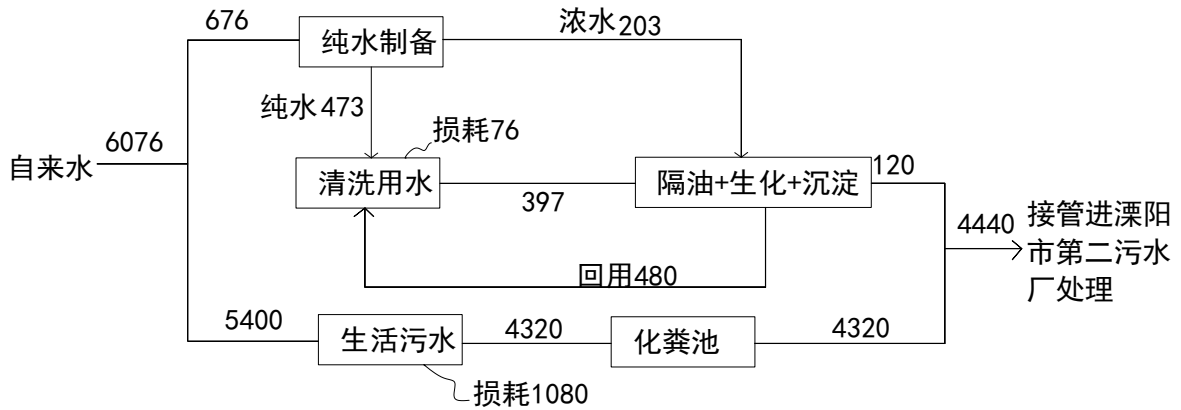 676
纯水制备
浓水203
纯水473
损耗76
6076
自来水
清洗用水
397
隔油+生化+沉淀
120
4440
接管进溧阳
市第二污水
厂处理
回用480
5400
生活污水
4320
化粪池
4320
损耗1080